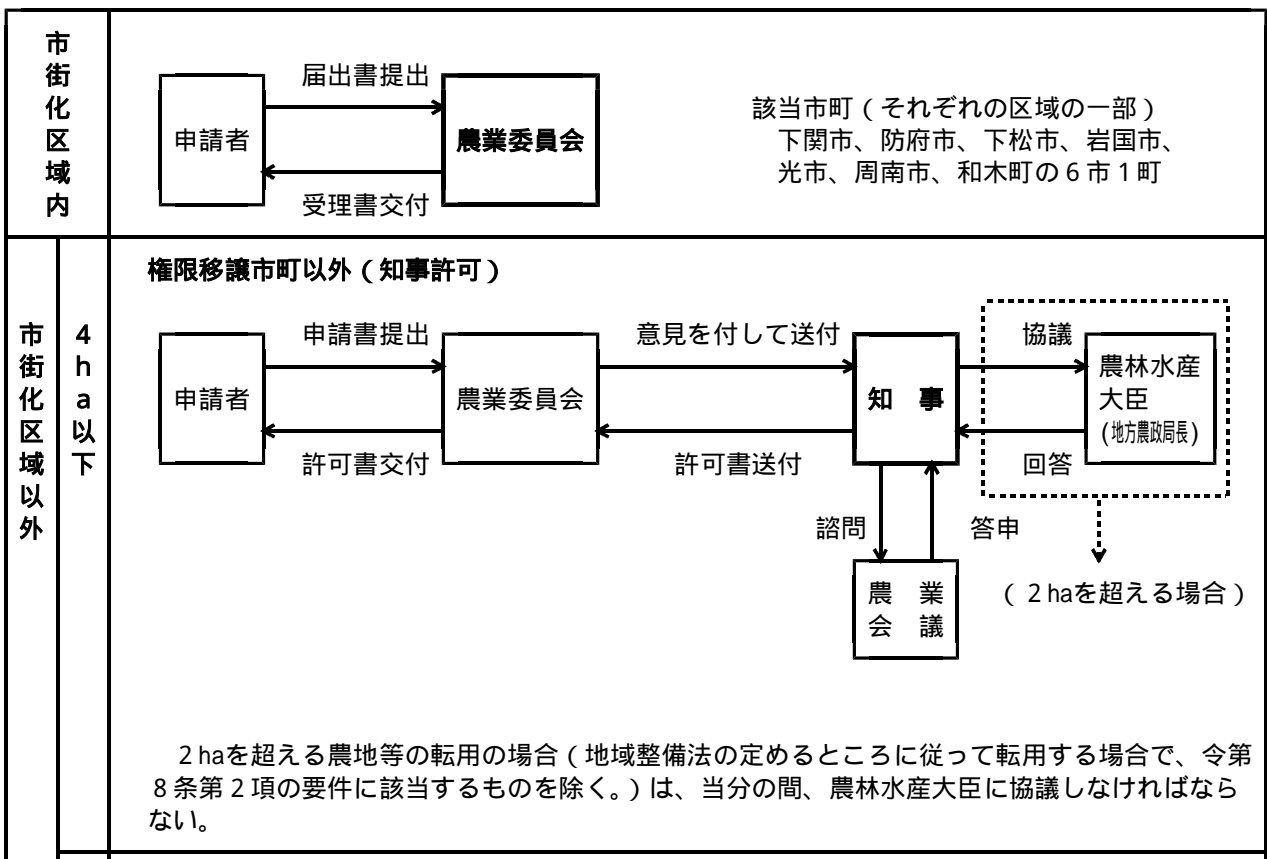 市街化区域内
届出書提出
申請者
農業委員会
受理書交付
該当市町（それぞれの区域の一部）
下関市、防府市、下松市、岩国市、
光市、周南市、和木町の６市１町
市街化区域以外
４ｈａ以下
権限移譲市町以外（知事許可）
申請書提出
意見を付して送付
協議
申請者
農業委員会
知　事
農林水産
大臣
(地方農政局長)
許可書交付
許可書送付
回答
諮問
答申
農　業
会　議
（２haを超える場合）
２haを超える農地等の転用の場合（地域整備法の定めるところに従って転用する場合で、令第
８条第２項の要件に該当するものを除く。）は、当分の間、農林水産大臣に協議しなければなら
ない。